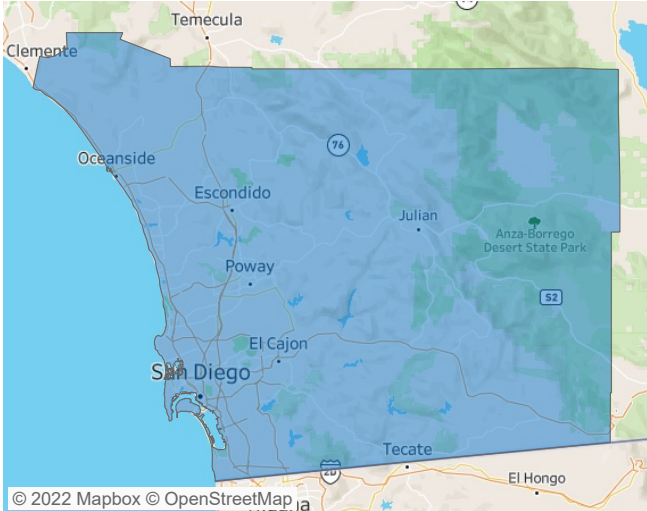 Temecula
Clemente
76
Oceanside
Escondido
Julian
Anza-Borrego
Desert State Park
Poway
S2
El Cajon
San Diego
Tecate
2D
El Hongo
© 2022 Mapbox © OpenStreetMap